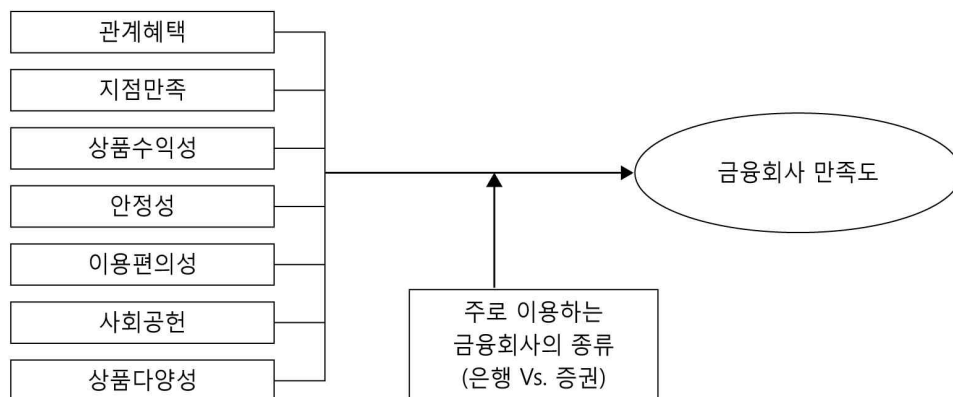 관계혜택
지점만족
상품수익성
안정성
이용편의성
사회공헌
상품다양성
금융회사 만족도
주로 이용하는
금융회사의 종류
(은행 Vs. 증권)